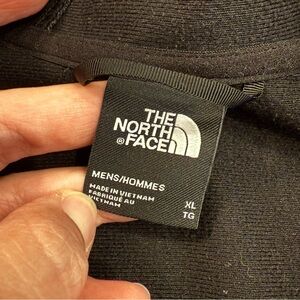 THE
NORTH
FACE
®
MENS/HOMMES
MADE IN VIETNAM
FABRIQUÉ AU
VIETNAM
XL
TG